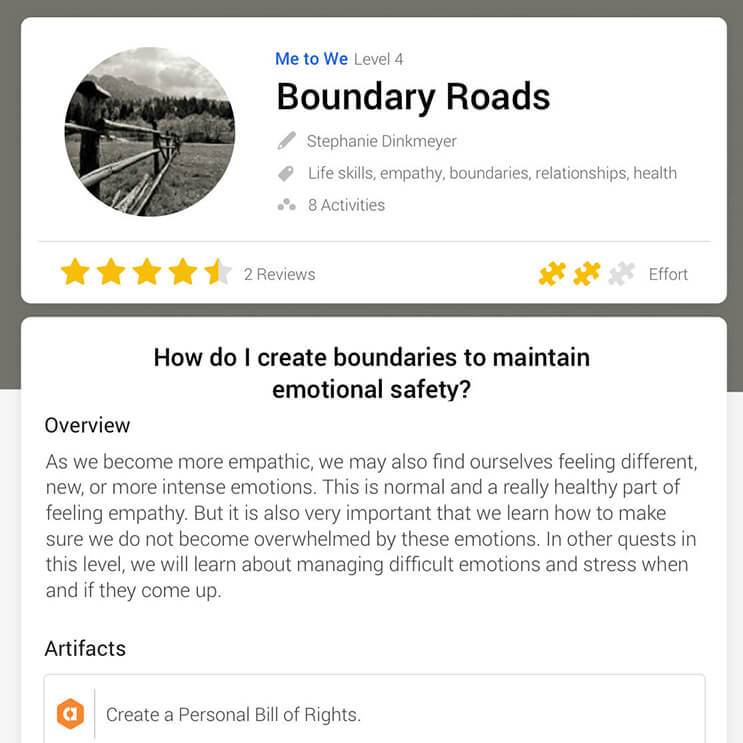 Me to We Level 4
Boundary Roads
Stephanie Dinkmeyer
Life skills, empathy, boundaries, relationships, health
8 Activities
2 Reviews
Effort
How do I create boundaries to maintain
emotional safety?
Overview
As we become more empathic, we may also find ourselves feeling different,
new, or more intense emotions. This is normal and a really healthy part of
feeling empathy. But it is also very important that we learn how to make
sure we do not become overwhelmed by these emotions. In other quests in
this level, we will learn about managing difficult emotions and stress when
and if they come up.
Artifacts
a
Create a Personal Bill of Rights.